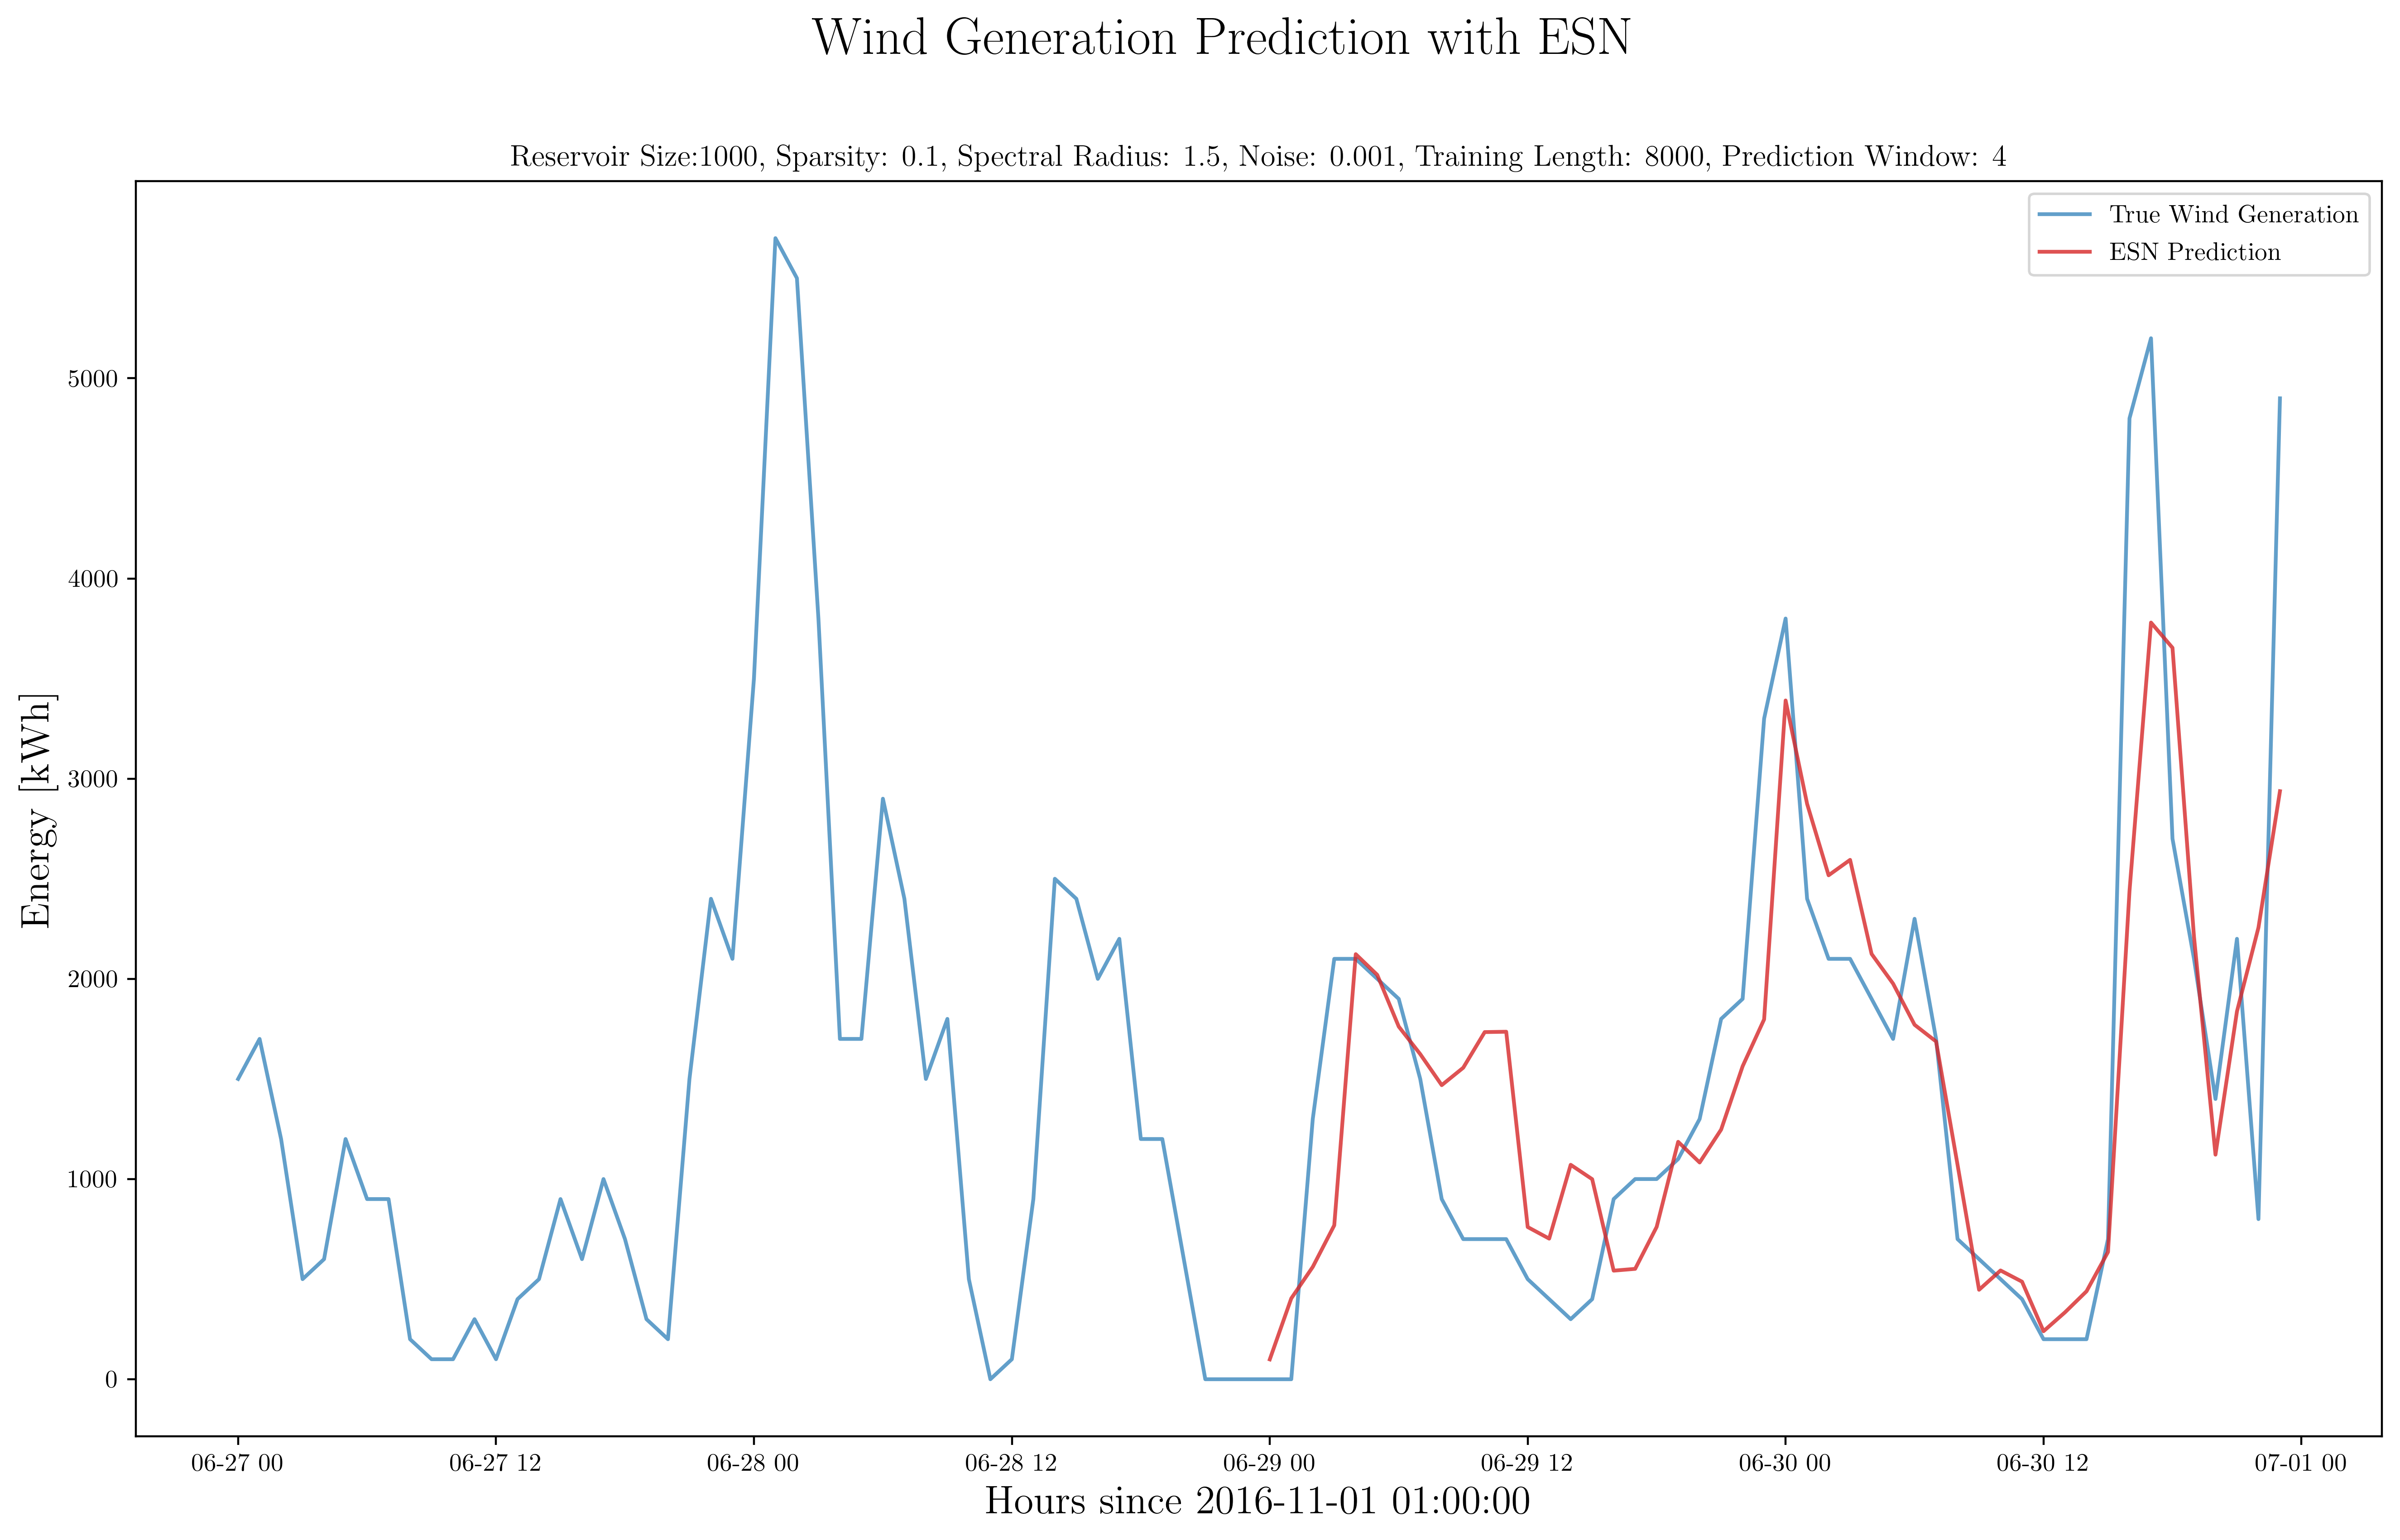 Wind Generation Prediction with ESN
Reservoir Size:1000, Sparsity: 0.1, Spectral Radius: 1.5, Noise: 0.001, Training Length: 8000, Prediction Window: 4
True Wind Generation
ESN Prediction
Energy [kWh]
5000
4000
3000
2000
1000
0
06-27 00 06-27 12 06-28 00 06-28 12 06-29 00 06-29 12 06-30 00 06-30 12 07-01 00
Hours since 2016-11-01 01:00:00